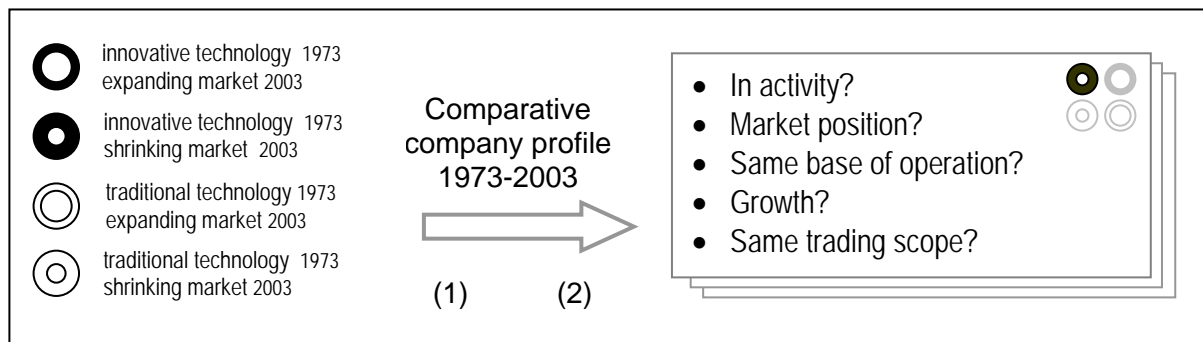 innovative technology 1973
expanding market 2003
innovative technology 1973
shrinking market 2003
traditional technology 1973
expanding market 2003
traditional technology 1973
shrinking market 2003
Comparative
company profile
1973-2003
(1) (2)
• In activity?
• Market position?
• Same base of operation?
• Growth?
• Same trading scope?